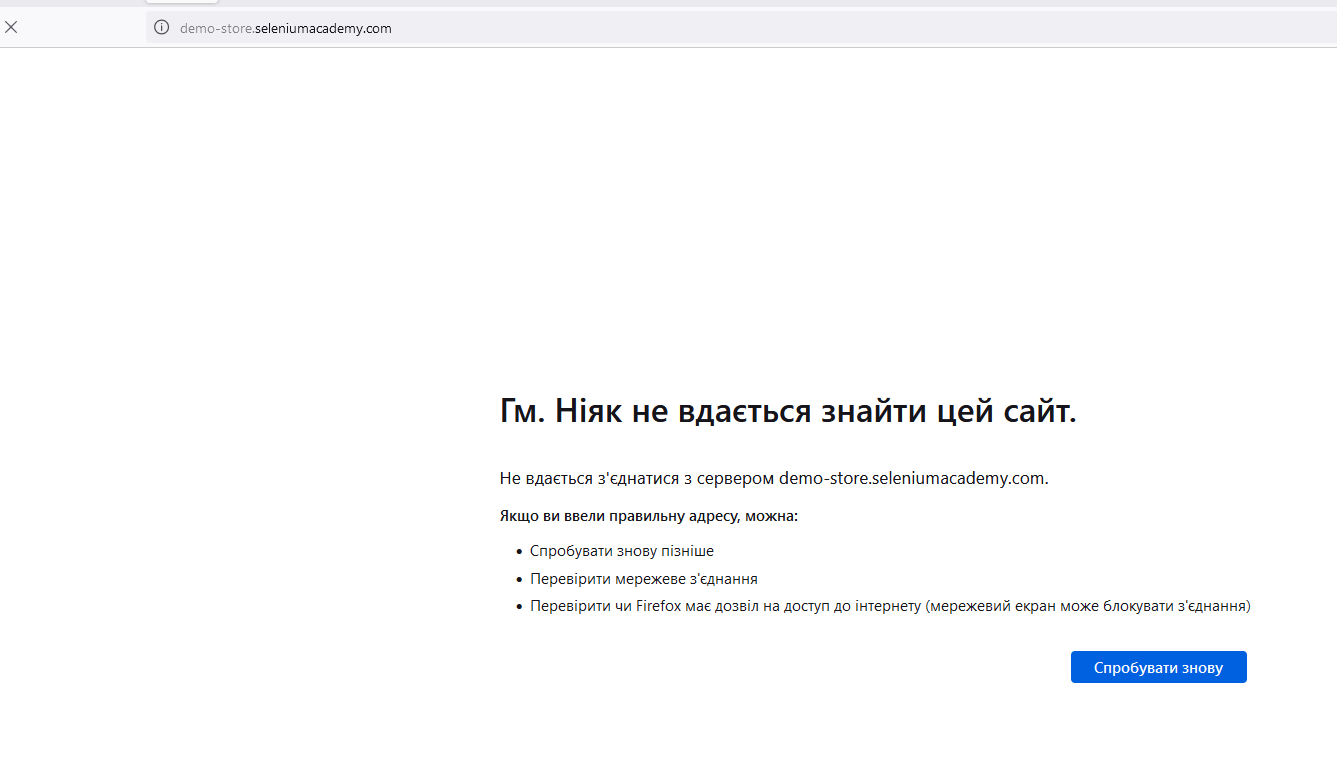 demo-store.seleniumacademy.com
Гм. Ніяк не вдається знайти цей сайт.
Не вдається з'єднатися з сервером demo-store.seleniumacademy.com.
Якщо ви ввели правильну адресу, можна:
Спробувати знову пізніше
Перевірити мережеве з'єднання
Перевірити чи Firefox має дозвіл на доступ до інтернету (мережевий екран може блокувати з'єднання)
Спробувати знову